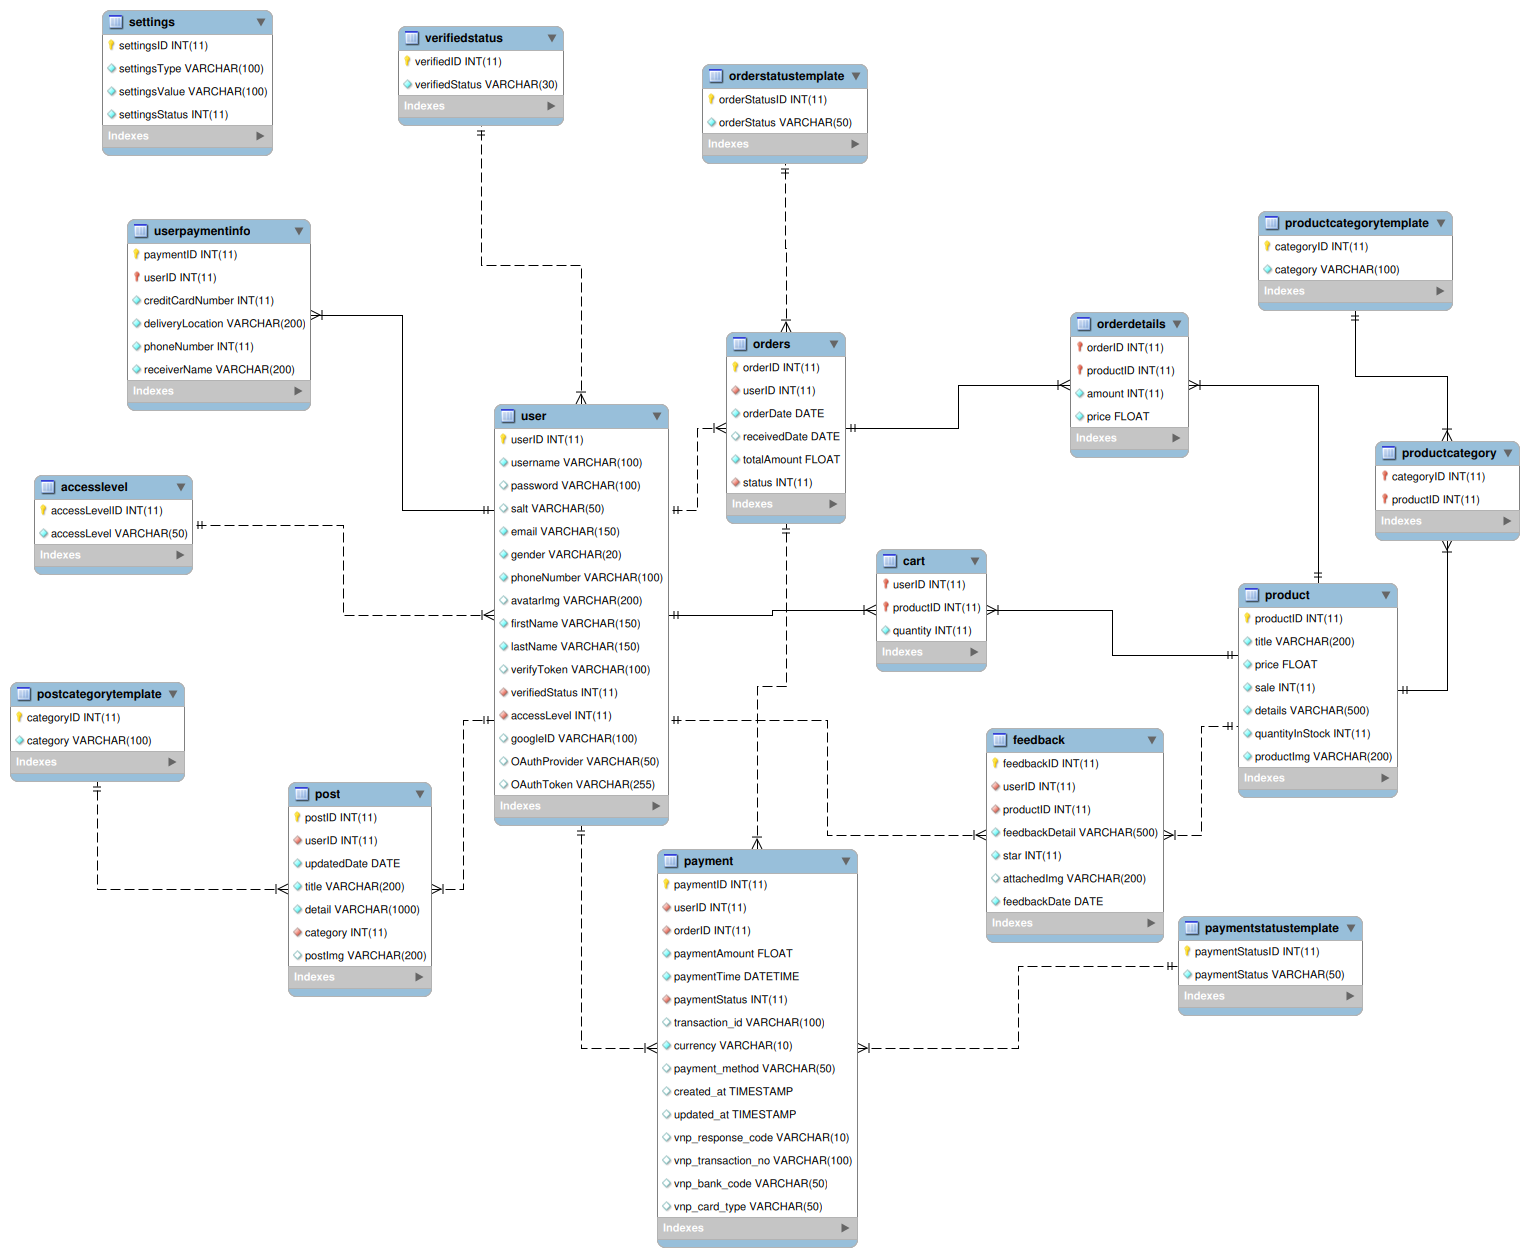 settings
settingsID INT(11)
settingsType VARCHAR(100)
settingsValue VARCHAR(100)
settingsStatus INT(11)
Indexes
verifiedstatus
verifiedID INT(11)
verifiedStatus VARCHAR(30)
Indexes
orderstatustemplate
orderStatusID INT(11)
orderStatus VARCHAR(50)
Indexes
userpaymentinfo
paymentID INT(11)
userID INT(11)
creditCardNumber INT(11)
deliveryLocation VARCHAR(200)
phoneNumber INT(11)
receiverName VARCHAR(200)
Indexes
productcategorytemplate
categoryID INT(11)
category VARCHAR(100)
Indexes
orderdetails
orderID INT(11)
productID INT(11)
amount INT(11)
price FLOAT
Indexes
orders
orderID INT(11)
userID INT(11)
orderDate DATE
receivedDate DATE
totalAmount FLOAT
status INT(11)
Indexes
user
userID INT(11)
username VARCHAR(100)
password VARCHAR(100)
salt VARCHAR(50)
email VARCHAR(150)
gender VARCHAR(20)
phoneNumber VARCHAR(100)
avatarImg VARCHAR(200)
firstName VARCHAR(150)
lastName VARCHAR(150)
verifyToken VARCHAR(100)
verifiedStatus INT(11)
accessLevel INT(11)
googleID VARCHAR(100)
OAuthProvider VARCHAR(50)
OAuthToken VARCHAR(255)
Indexes
productcategory
categoryID INT(11)
productID INT(11)
Indexes
accesslevel
accessLevelID INT(11)
accessLevel VARCHAR(50)
Indexes
cart
userID INT(11)
productID INT(11)
quantity INT(11)
Indexes
product
productID INT(11)
title VARCHAR(200)
price FLOAT
sale INT(11)
details VARCHAR(500)
quantityInStock INT(11)
productImg VARCHAR(200)
Indexes
postcategorytemplate
categoryID INT(11)
category VARCHAR(100)
Indexes
feedback
feedbackID INT(11)
userID INT(11)
productID INT(11)
feedbackDetail VARCHAR(500)
star INT(11)
attachedImg VARCHAR(200)
feedbackDate DATE
Indexes
post
postID INT(11)
userID INT(11)
updatedDate DATE
title VARCHAR(200)
detail VARCHAR(1000)
category INT(11)
postImg VARCHAR(200)
Indexes
payment
paymentID INT(11)
userID INT(11)
orderID INT(11)
paymentAmount FLOAT
paymentTime DATETIME
paymentStatus INT(11)
transaction_id VARCHAR(100)
currency VARCHAR(10)
payment_method VARCHAR(50)
created_at TIMESTAMP
updated_at TIMESTAMP
vnp_response_code VARCHAR(10)
vnp_transaction_no VARCHAR(100)
vnp_bank_code VARCHAR(50)
vnp_card_type VARCHAR(50)
Indexes
paymentstatustemplate
paymentStatusID INT(11)
paymentStatus VARCHAR(50)
Indexes